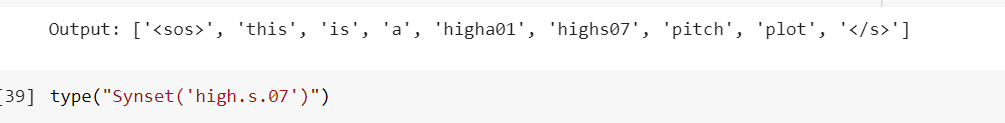 Output: ['<sos>', 'this', 'is', 'a', 'higha01', 'highs07', 'pitch', 'plot', '</s>']
[39] type("Synset('high.s.07')")